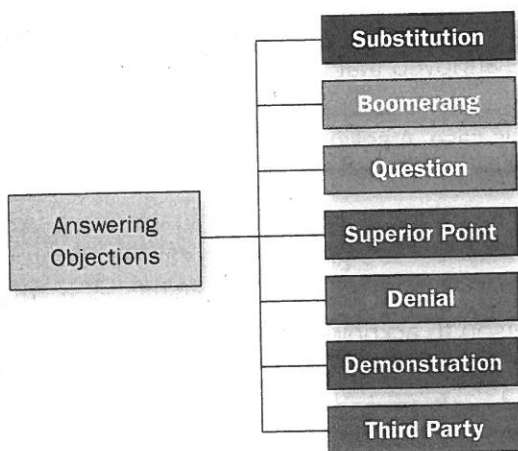 Substitution
Boomerang
Question
Answering
Objections
Superior Point
Denial
Demonstration
Third Party